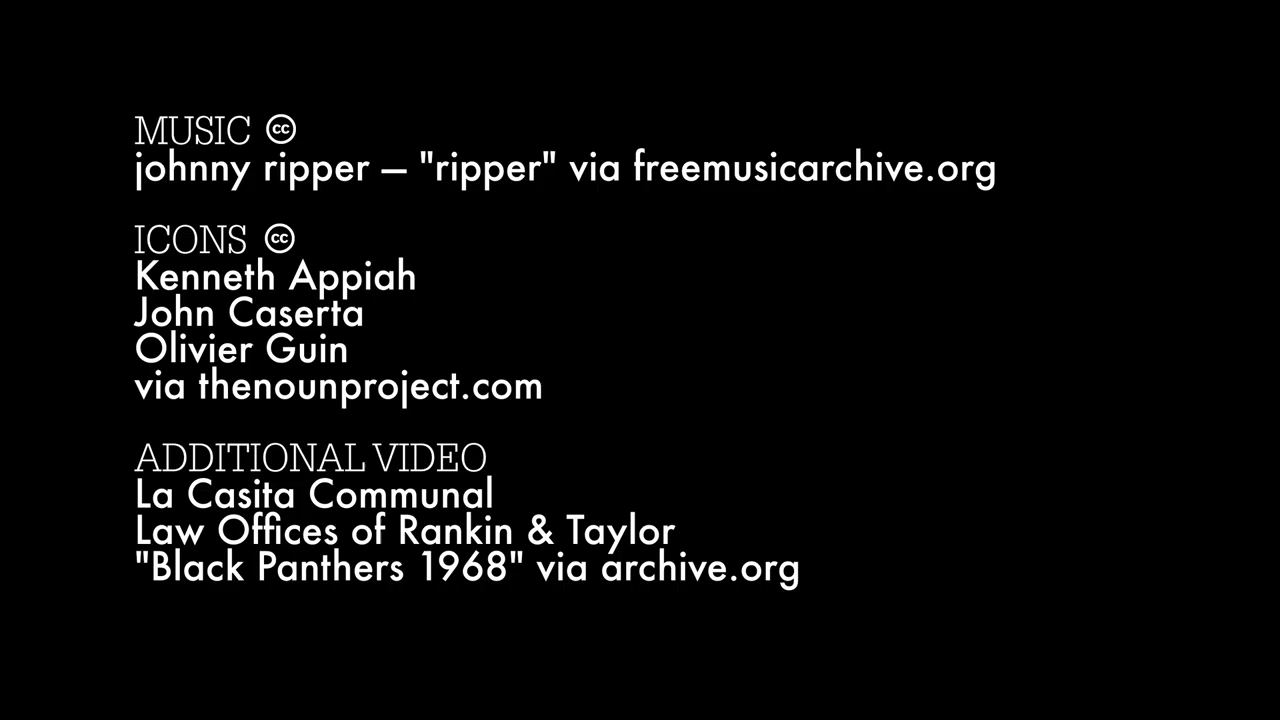 MUSIC 🅭
johnny ripper – "ripper" via freemusicarchive.org
ICONS 🅭
Kenneth Appiah
John Caserta
Olivier Guin
via thenounproject.com
ADDITIONAL VIDEO
La Casita Communal
Law Offices of Rankin & Taylor
"Black Panthers 1968" via archive.org